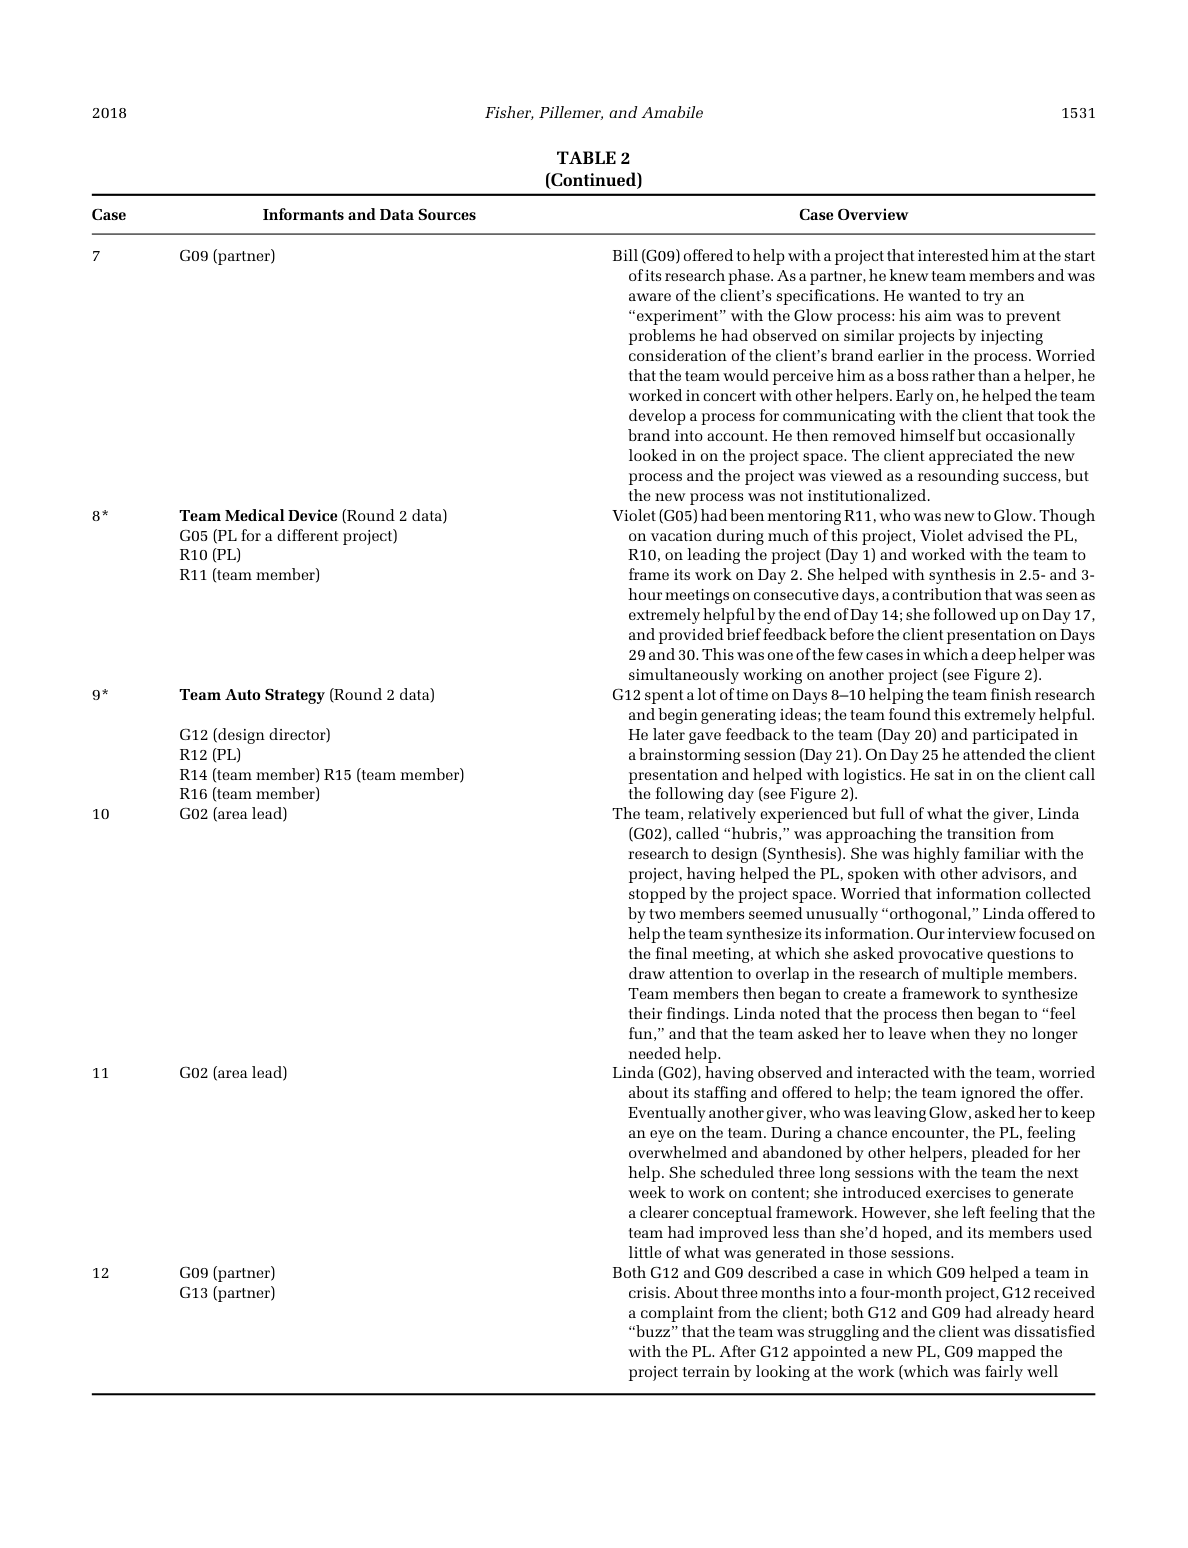 2018 Fisher, Pillemer, and Amabile 1531
TABLE 2
(Continued)
Case Informants and Data Sources Case Overview
7 G09 (partner) Bill (G09) offered to help with a project that interested him at the start
of its research phase. As a partner, he knew team members and was
aware of the client’s specifications. He wanted to try an
“experiment” with the Glow process: his aim was to prevent
problems he had observed on similar projects by injecting
consideration of the client’s brand earlier in the process. Worried
that the team would perceive him as a boss rather than a helper, he
worked in concert with other helpers. Early on, he helped the team
develop a process for communicating with the client that took the
brand into account. He then removed himself but occasionally
looked in on the project space. The client appreciated the new
process and the project was viewed as a resounding success, but
the new process was not institutionalized.
8* Team Medical Device (Round 2 data) Violet (G05) had been mentoring R11, who was new to Glow. Though
G05 (PL for a different project) on vacation during much of this project, Violet advised the PL,
R10 (PL) R10, on leading the project (Day 1) and worked with the team to
R11 (team member) frame its work on Day 2. She helped with synthesis in 2.5- and 3-
hour meetings on consecutive days, a contribution that was seen as
extremely helpful by the end of Day 14; she followed up on Day 17,
and provided brief feedback before the client presentation on Days
29 and 30. This was one of the few cases in which a deep helper was
simultaneously working on another project (see Figure 2).
9* Team Auto Strategy (Round 2 data) G12 spent a lot of time on Days 8–10 helping the team finish research
and begin generating ideas; the team found this extremely helpful.
G12 (design director) He later gave feedback to the team (Day 20) and participated in
R12 (PL) a brainstorming session (Day 21). On Day 25 he attended the client
R14 (team member) R15 (team member) presentation and helped with logistics. He sat in on the client call
R16 (team member) the following day (see Figure 2).
10 G02 (area lead) The team, relatively experienced but full of what the giver, Linda
(G02), called “hubris,” was approaching the transition from
research to design (Synthesis). She was highly familiar with the
project, having helped the PL, spoken with other advisors, and
stopped by the project space. Worried that information collected
by two members seemed unusually “orthogonal,” Linda offered to
help the team synthesize its information. Our interview focused on
the final meeting, at which she asked provocative questions to
draw attention to overlap in the research of multiple members.
Team members then began to create a framework to synthesize
their findings. Linda noted that the process then began to “feel
fun,” and that the team asked her to leave when they no longer
needed help.
11 G02 (area lead) Linda (G02), having observed and interacted with the team, worried
about its staffing and offered to help; the team ignored the offer.
Eventually another giver, who was leaving Glow, asked her to keep
an eye on the team. During a chance encounter, the PL, feeling
overwhelmed and abandoned by other helpers, pleaded for her
help. She scheduled three long sessions with the team the next
week to work on content; she introduced exercises to generate
a clearer conceptual framework. However, she left feeling that the
team had improved less than she’d hoped, and its members used
little of what was generated in those sessions.
12 G09 (partner) Both G12 and G09 described a case in which G09 helped a team in
G13 (partner) crisis. About three months into a four-month project, G12 received
a complaint from the client; both G12 and G09 had already heard
“buzz” that the team was struggling and the client was dissatisfied
with the PL. After G12 appointed a new PL, G09 mapped the
project terrain by looking at the work (which was fairly well